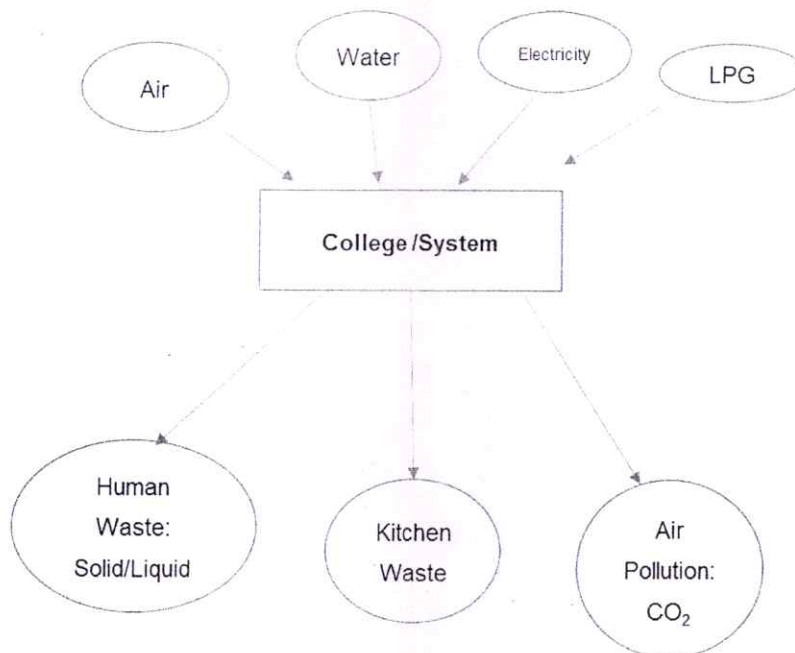 Air
Water
Electricity
LPG
College/System
Human
Waste:
Solid/Liquid
Kitchen
Waste
Air
Pollution:
CO₂